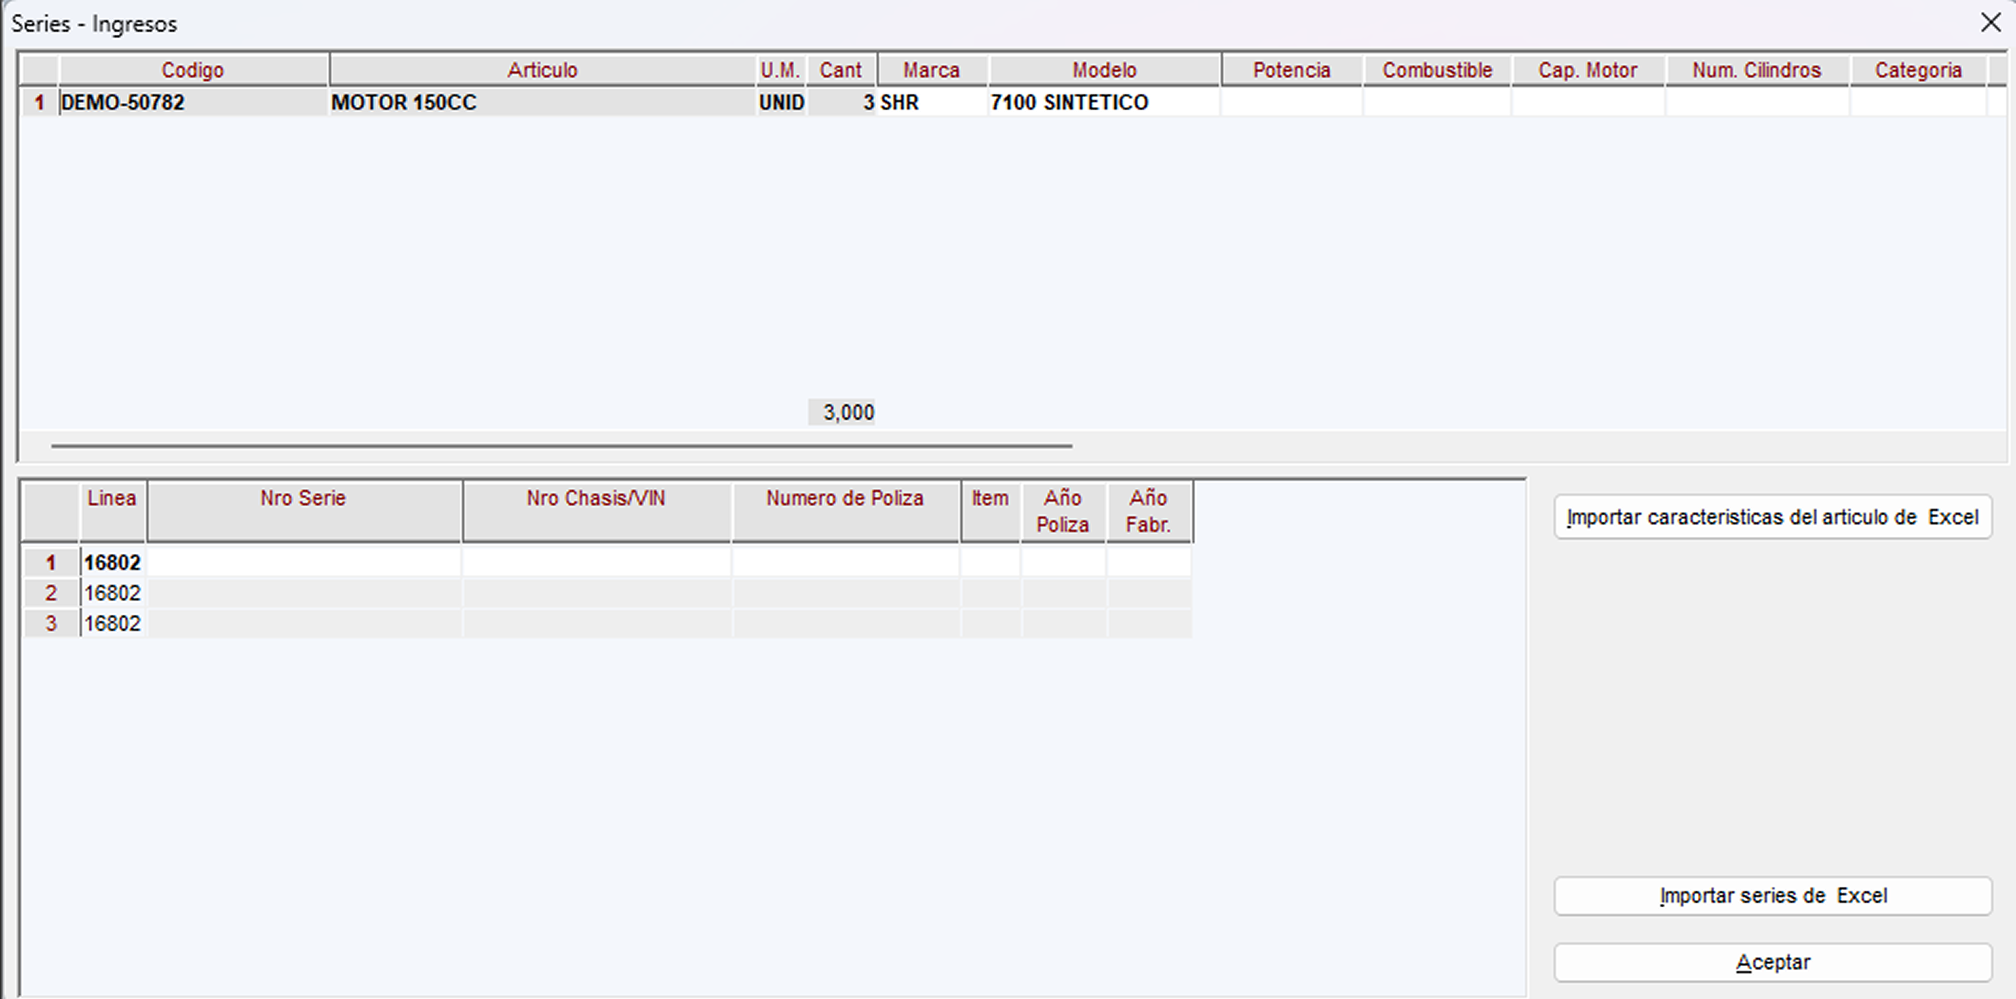 Series - Ingresos
Codigo Articulo U.M. Cant Marca Modelo Potencia Combustible Cap. Motor Num. Cilindros Categoria
1 DEMO-50782 MOTOR 150CC UNID 3 SHR 7100 SINTETICO
3,000
Linea Nro Serie Nro Chasis/VIN Numero de Poliza Item Año Poliza Año Fabr.
1 16802
2 16802
3 16802
Importar caracteristicas del articulo de Excel
Importar series de Excel
Aceptar